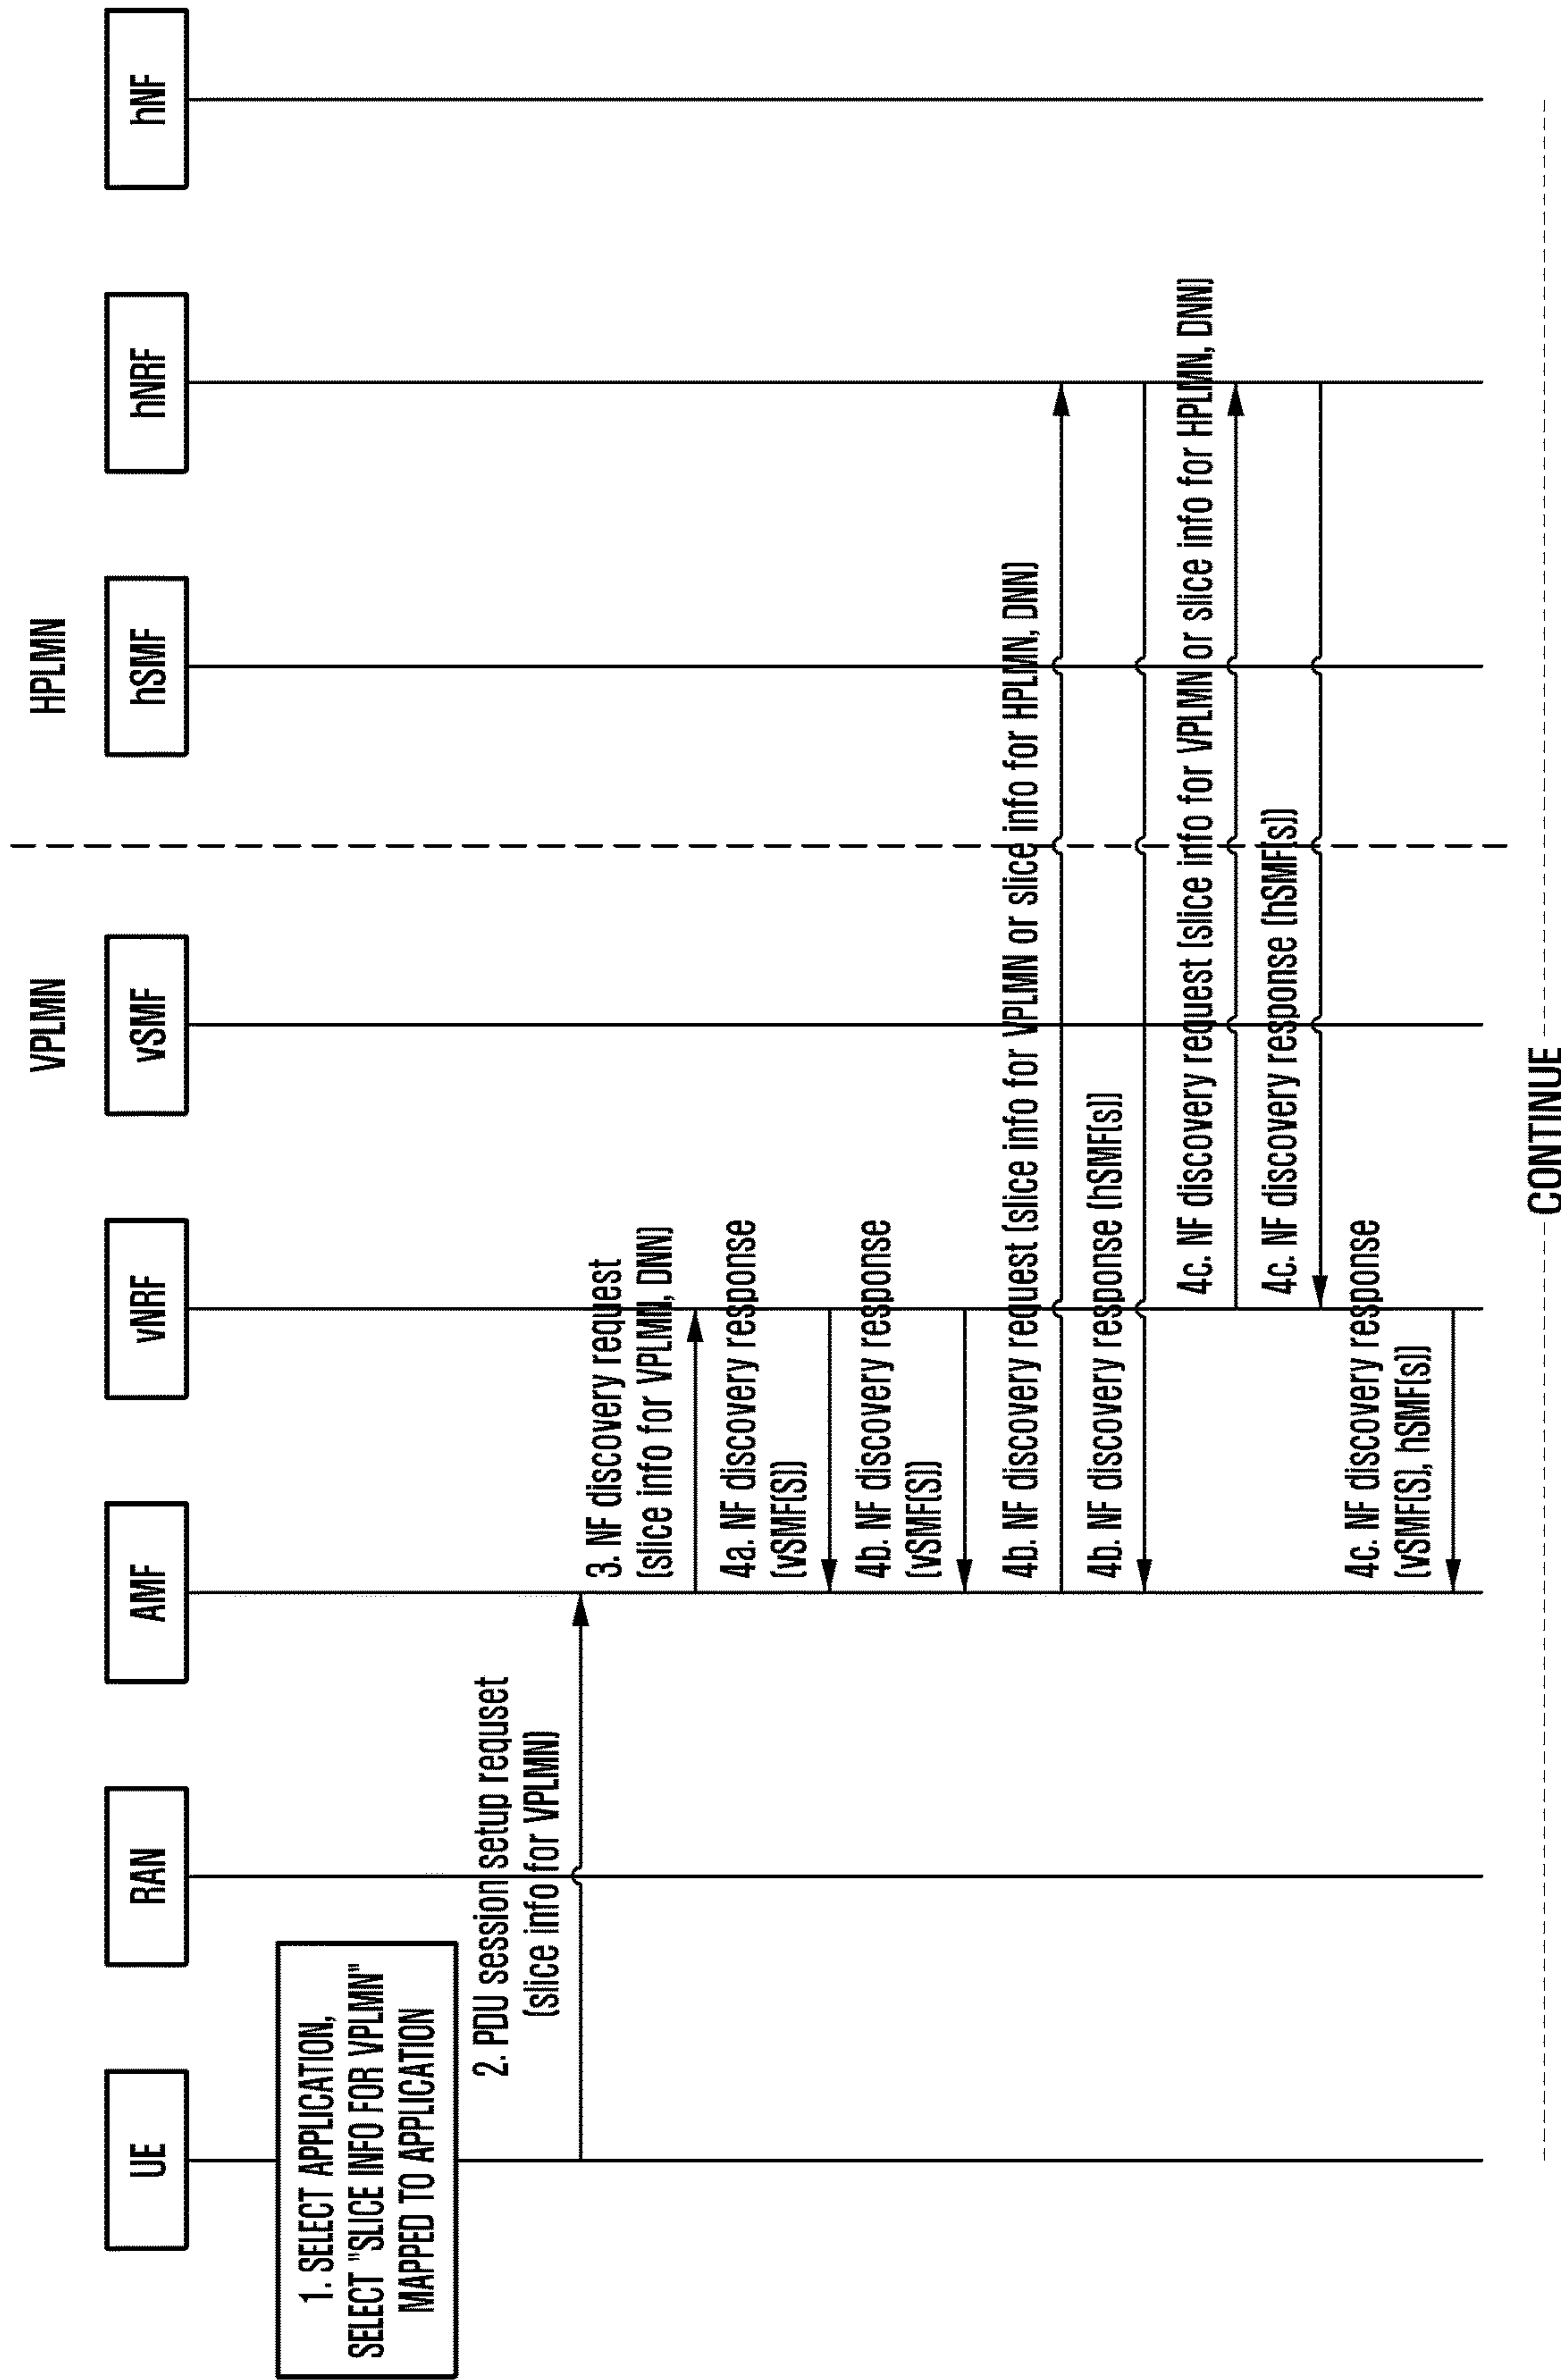 VPLMN
HPLMN
UE
RAN
AMF
vNRF
vSMF
hSMF
hNRF
hNF
1. SELECT APPLICATION,
SELECT "SLICE INFO FOR VPLMN"
MAPPED TO APPLICATION
2. PDU session setup requset
(slice info for VPLMN)
3. NF discovery request
(slice info for VPLMN, DNN)
4a. NF discovery response
(vSMF(S))
4b. NF discovery response
(vSMF(S))
4b. NF discovery request (slice info for VPLMN or slice info for HPLMN, DNN)
4b. NF discovery response (hSMF(s))
4c. NF discovery request (slice info for VPLMN or slice info for HPLMN, DNN)
4c. NF discovery response (hSMF(s))
4c. NF discovery response
(vSMF(S), hSMF(s))
CONTINUE